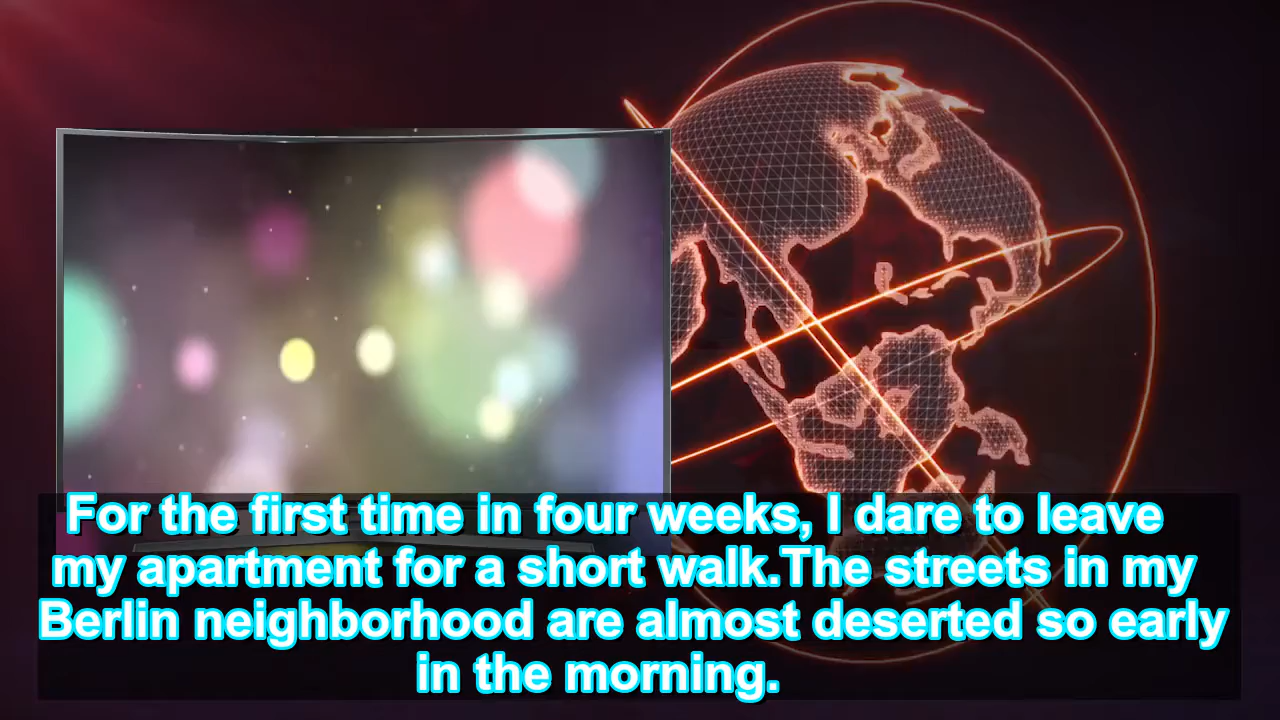 For the first time in four weeks, I dare to leave
my apartment for a short walk.The streets in my
Berlin neighborhood are almost deserted so early
in the morning.